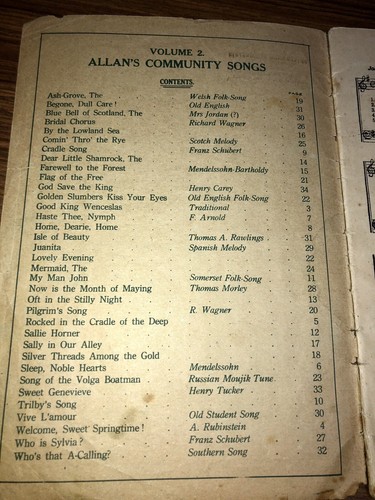 VOLUME 2.
ALLAN'S COMMUNITY SONGS
CONTENTS.
PAGE
Ash-Grove, The Welsh Folk-Song 19
Begone, Dull Care! Old English 31
Blue Bell of Scotland, The Mrs Jordan (?) 30
Bridal Chorus Richard Wagner 26
By the Lowland Sea 16
Comin' Thro' the Rye Scotch Melody 25
Cradle Song Franz Schubert 9
Dear Little Shamrock, The 14
Farewell to the Forest Mendelssohn-Bartholdy 15
Flag of the Free 21
God Save the King Henry Carey 34
Golden Slumbers Kiss Your Eyes Old English Folk-Song 22
Good King Wenceslas Traditional 3
Haste Thee, Nymph F. Arnold 7
Home, Dearie, Home 8
Isle of Beauty Thomas A. Rawlings 31
Juanita Spanish Melody 29
Lovely Evening 22
Mermaid, The 24
My Man John Somerset Folk-Song 11
Now is the Month of Maying Thomas Morley 28
Oft in the Stilly Night 13
Pilgrim's Song R. Wagner 20
Rocked in the Cradle of the Deep 5
Sallie Horner 12
Sally in Our Alley 17
Silver Threads Among the Gold 18
Sleep, Noble Hearts Mendelssohn 6
Song of the Volga Boatman Russian Moujik Tune 23
Sweet Genevieve Henry Tucker 33
Trilby's Song 10
Vive L'amour Old Student Song 30
Welcome, Sweet Springtime! A. Rubinstein 4
Who is Sylvia? Franz Schubert 27
Who's that A-Calling? Southern Song 32